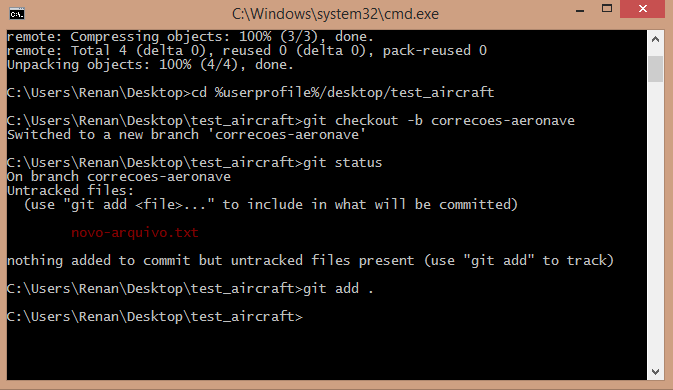 C:\Windows\system32\cmd.exe
remote: Compressing objects: 100% (3/3), done.
remote: Total 4 (delta 0), reused 0 (delta 0), pack-reused 0
Unpacking objects: 100% (4/4), done.
C:\Users\Renan\Desktop>cd %userprofile%/desktop/test_aircraft
C:\Users\Renan\Desktop\test_aircraft>git checkout -b correcoes-aeronave
Switched to a new branch 'correcoes-aeronave'
C:\Users\Renan\Desktop\test_aircraft>git status
On branch correcoes-aeronave
Untracked files:
  (use "git add <file>..." to include in what will be committed)
        novo-arquivo.txt
nothing added to commit but untracked files present (use "git add" to track)
C:\Users\Renan\Desktop\test_aircraft>git add .
C:\Users\Renan\Desktop\test_aircraft>